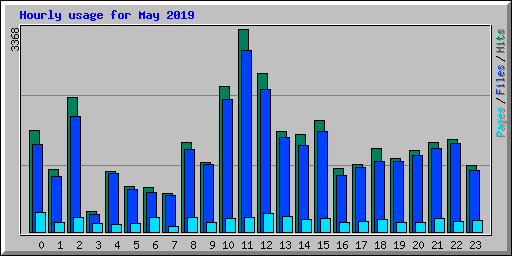 Hourly usage for May 2019
3368
Pages/Files/Hits
0 1 2 3 4 5 6 7 8 9 10 11 12 13 14 15 16 17 18 19 20 21 22 23